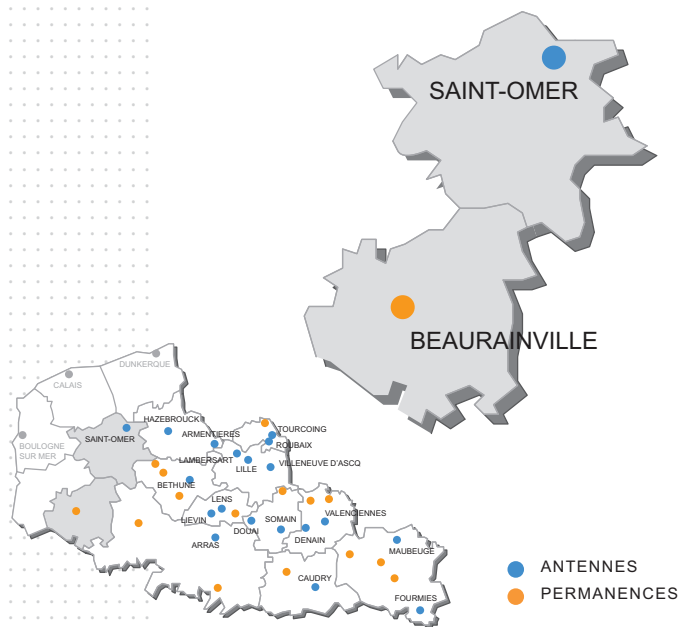 SAINT-OMER
BEAURAINVILLE
DUNKERQUE
CALAIS
HAZEBROUCK
SAINT-OMER
ARMENTIERES
TOURCOING
ROUBAIX
BOULOGNE
SUR MER
LAMBERSART
LILLE
VILLENEUVE D'ASCQ
BETHUNE
LENS
LIEVIN
SOMAIN
VALENCIENNES
DOUAI
DENAIN
ARRAS
MAUBEUGE
CAUDRY
FOURMIES
ANTENNES
PERMANENCES